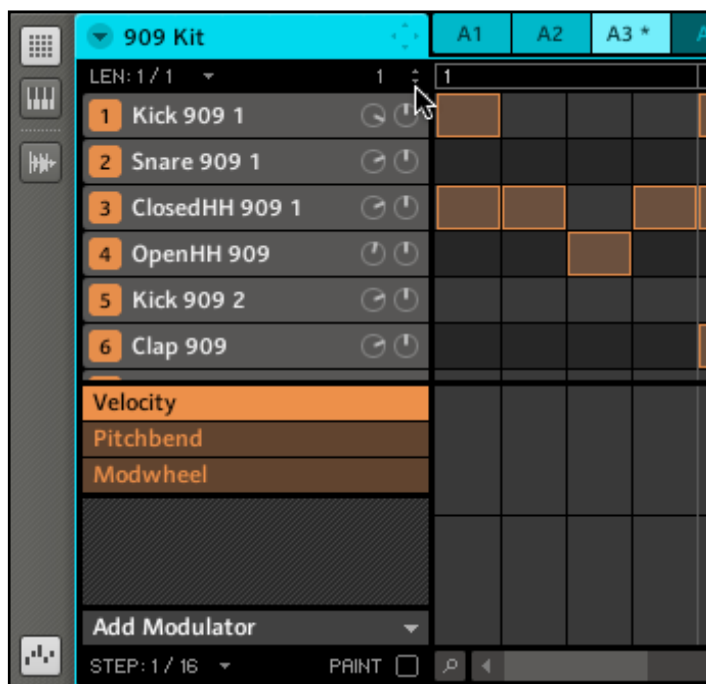 909 Kit A1 A2 A3 *
LEN: 1 / 1 1 1
1 Kick 909 1
2 Snare 909 1
3 ClosedHH 909 1
4 OpenHH 909
5 Kick 909 2
6 Clap 909
Velocity
Pitchbend
Modwheel
Add Modulator
STEP: 1 / 16 PAINT